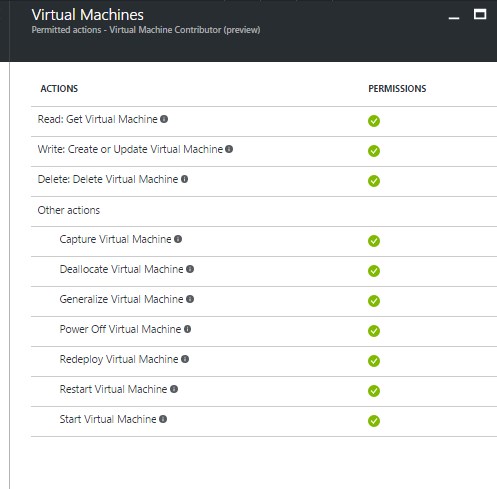 Virtual Machines
Permitted actions - Virtual Machine Contributor (preview)
ACTIONS PERMISSIONS
Read: Get Virtual Machine
Write: Create or Update Virtual Machine
Delete: Delete Virtual Machine
Other actions
Capture Virtual Machine
Deallocate Virtual Machine
Generalize Virtual Machine
Power Off Virtual Machine
Redeploy Virtual Machine
Restart Virtual Machine
Start Virtual Machine